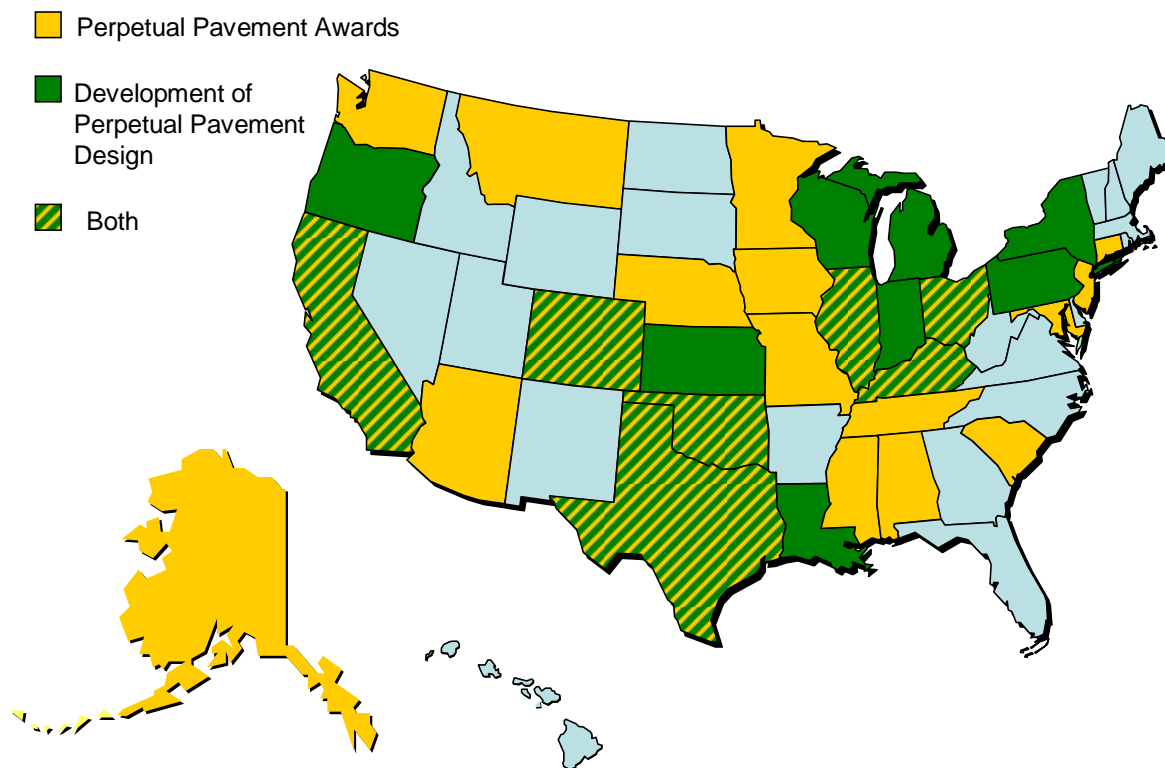 Perpetual Pavement Awards
Development of
Perpetual Pavement
Design
Both